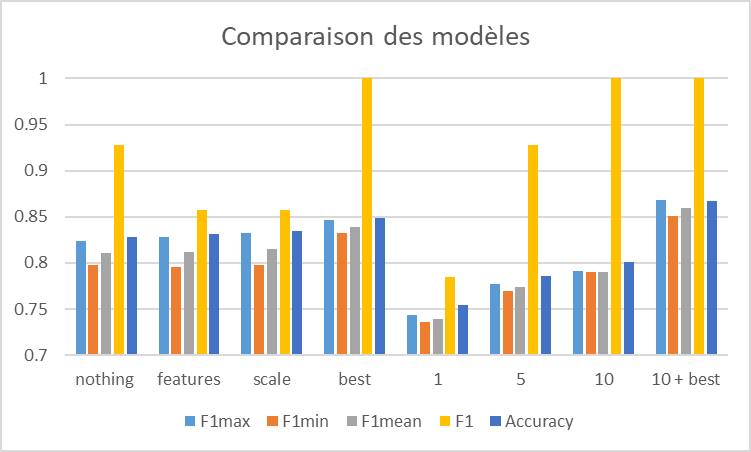 Comparaison des modèles
1
0.95
0.9
0.85
0.8
0.75
0.7
nothing features scale best 1 5 10 10 + best
F1max F1min F1mean F1 Accuracy